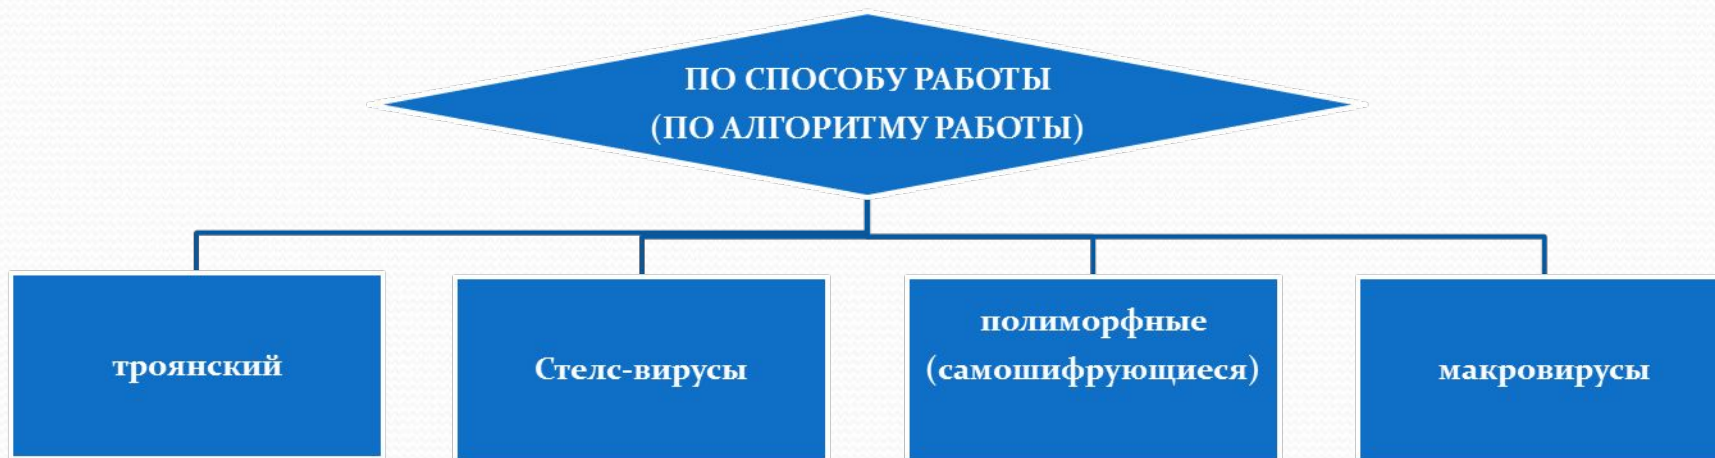 ПО СПОСОБУ РАБОТЫ
(ПО АЛГОРИТМУ РАБОТЫ)
троянский
Стелс-вирусы
полиморфные
(самошифрующиеся)
макровирусы